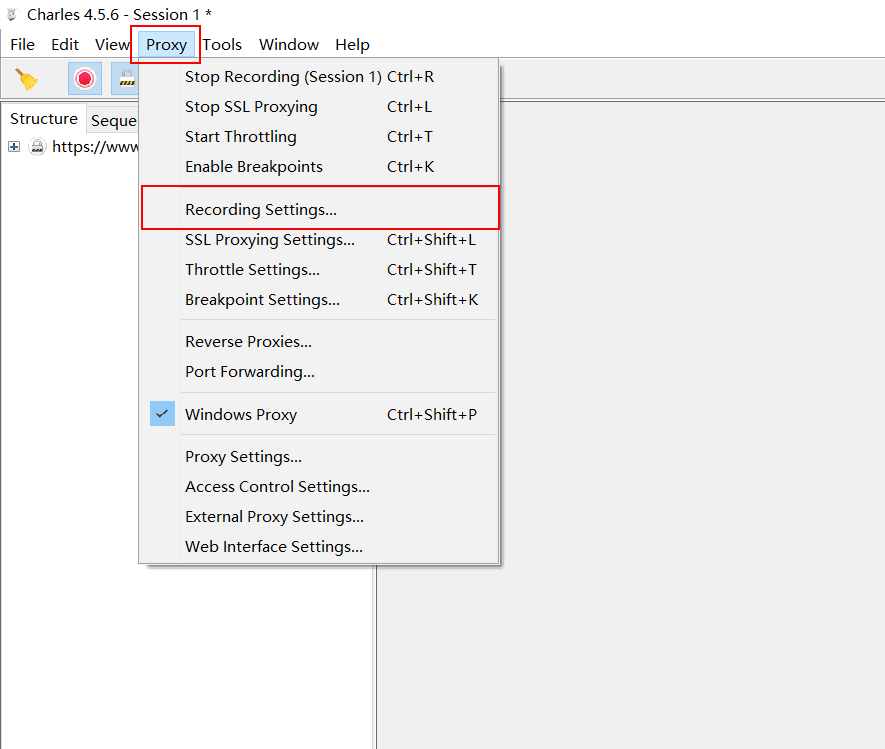 Charles 4.5.6 - Session 1 *
File Edit View Proxy Tools Window Help
Stop Recording (Session 1) Ctrl+R
Stop SSL Proxying Ctrl+L
Start Throttling Ctrl+T
Enable Breakpoints Ctrl+K
Structure Seque
https://www
Recording Settings...
SSL Proxying Settings... Ctrl+Shift+L
Throttle Settings... Ctrl+Shift+T
Breakpoint Settings... Ctrl+Shift+K
Reverse Proxies...
Port Forwarding...
Windows Proxy Ctrl+Shift+P
Proxy Settings...
Access Control Settings...
External Proxy Settings...
Web Interface Settings...